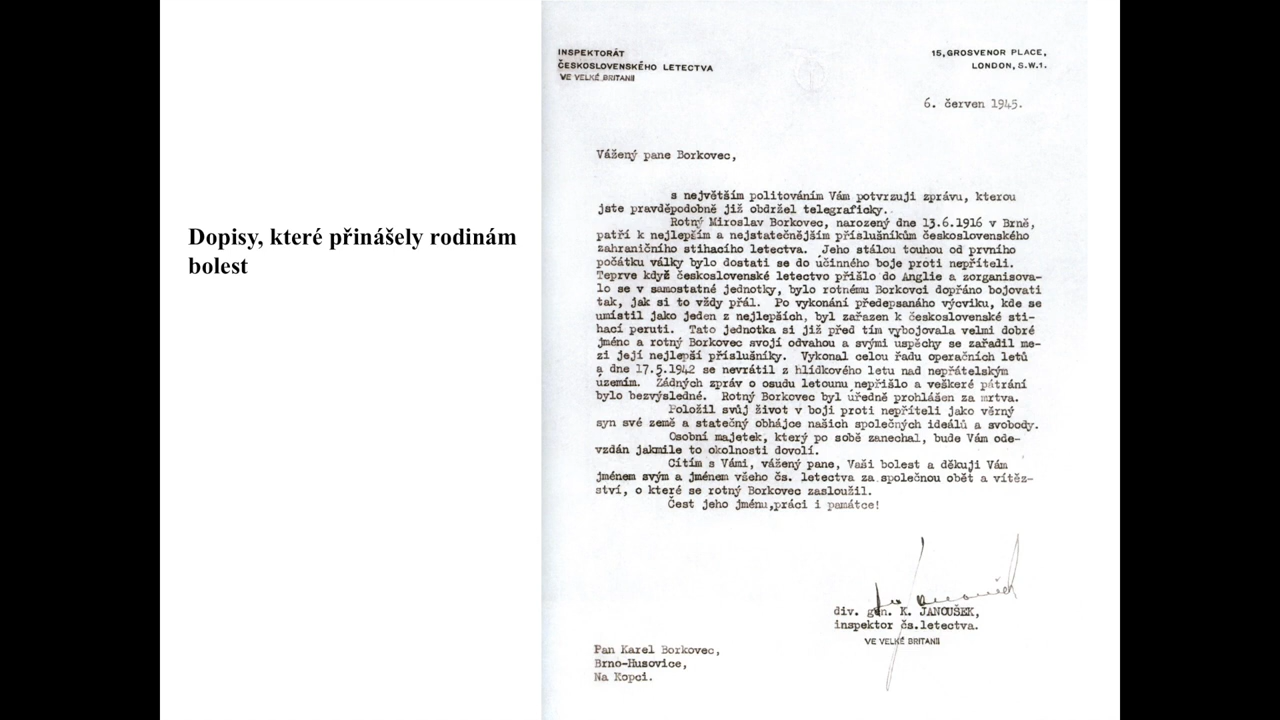 Dopisy, které přinášely rodinám
bolest
INSPEKTORÁT
ČESKOSLOVENSKÉHO LETECTVA
VE VELKÉ BRITANII
15, GROSVENOR PLACE,
LONDON, S.W.1.
6. červen 1945.
Vážený pane Borkovec,
s největším politováním Vám potvrzuji zprávu, kterou
jste pravděpodobně již obdržel telegraficky.
Rotný Miroslav Borkovec, narozený dne 13.6.1916 v Brně,
patří k nejlepším a nejstatečnějším příslušníkům československého
zahraničního stihacího letectva. Jeho stálou touhou od prvního
počátku války bylo dostati se do účinného boje proti nepříteli.
Teprve když československé letectvo přišlo do Anglie a zorganisova-
lo se v samostatné jednotky, bylo rotnému Borkovci dopřáno bojovati
tak, jak si to vždy přál. Po vykonání předepsaného výcviku, kde se
umístil jako jeden z nejlepších, byl zařazen k československé sti-
hací peruti. Tato jednotka si již před tím vybojovala velmi dobré
jméno a rotný Borkovec svojí odvahou a svými úspěchy se zařadil me-
zi její nejlepší příslušníky. Vykonal celou řadu operačních letů
a dne 17.5.1942 se nevrátil z hlídkového letu nad nepřátelským
územím. Žádných zpráv o osudu letounu nepřišlo a veškeré pátrání
bylo bezvýsledné. Rotný Borkovec byl úředně prohlášen za mrtva.
Položil svůj život v boji proti nepříteli jako věrný
syn své země a statečný obhájce našich společných ideálů a svobody.
Osobní majetek, který po sobě zanechal, bude Vám ode-
vzdán jakmile to okolnosti dovolí.
Cítím s Vámi, vážený pane, Vaši bolest a děkuji Vám
jménem svým a jménem všeho čs. letectva za společnou obět a vítěz-
ství, o které se rotný Borkovec zasloužil.
Čest jeho jménu,práci i památce!
div. gen. K. JANOUŠEK,
inspektor čs.letectva.
VE VELKÉ BRITANII
Pan Karel Borkovec,
Brno-Husovice,
Na Kopci.